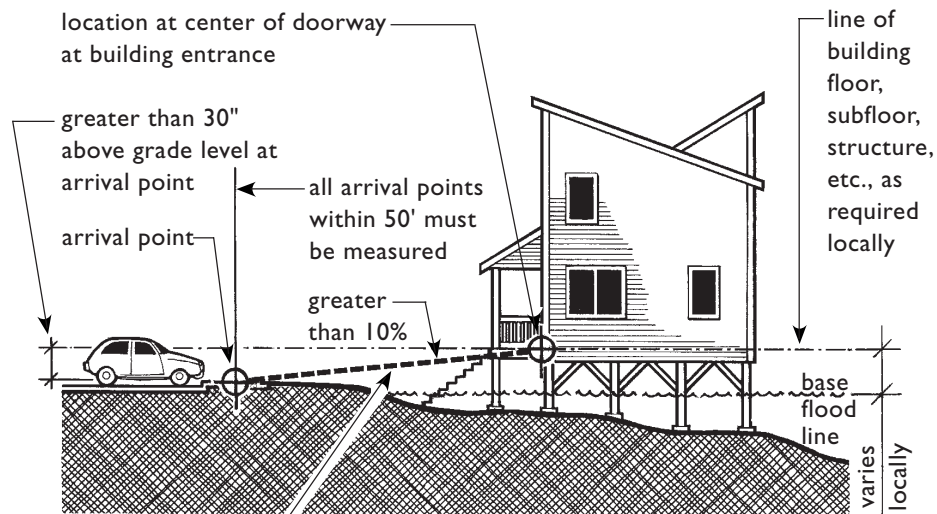 location at center of doorway
at building entrance
greater than 30"
above grade level at
arrival point
arrival point
all arrival points
within 50' must
be measured
greater
than 10%
line of
building
floor,
subfloor,
structure,
etc., as
required
locally
base
flood
line
varies
locally